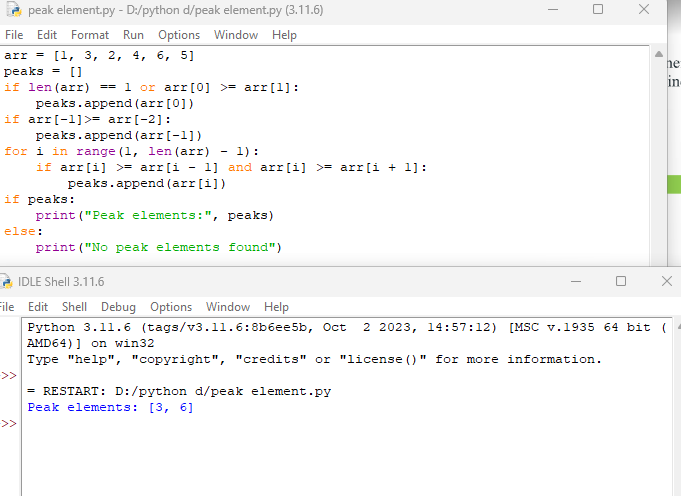 peak element.py - D:/python d/peak element.py (3.11.6)
File Edit Format Run Options Window Help
arr = [1, 3, 2, 4, 6, 5]
peaks = []
if len(arr) == 1 or arr[0] >= arr[1]:
    peaks.append(arr[0])
if arr[-1]>= arr[-2]:
    peaks.append(arr[-1])
for i in range(1, len(arr) - 1):
    if arr[i] >= arr[i - 1] and arr[i] >= arr[i + 1]:
        peaks.append(arr[i])
if peaks:
    print("Peak elements:", peaks)
else:
    print("No peak elements found")
IDLE Shell 3.11.6
File Edit Shell Debug Options Window Help
Python 3.11.6 (tags/v3.11.6:8b6ee5b, Oct  2 2023, 14:57:12) [MSC v.1935 64 bit (
AMD64)] on win32
Type "help", "copyright", "credits" or "license()" for more information.
>>
= RESTART: D:/python d/peak element.py
Peak elements: [3, 6]
>>